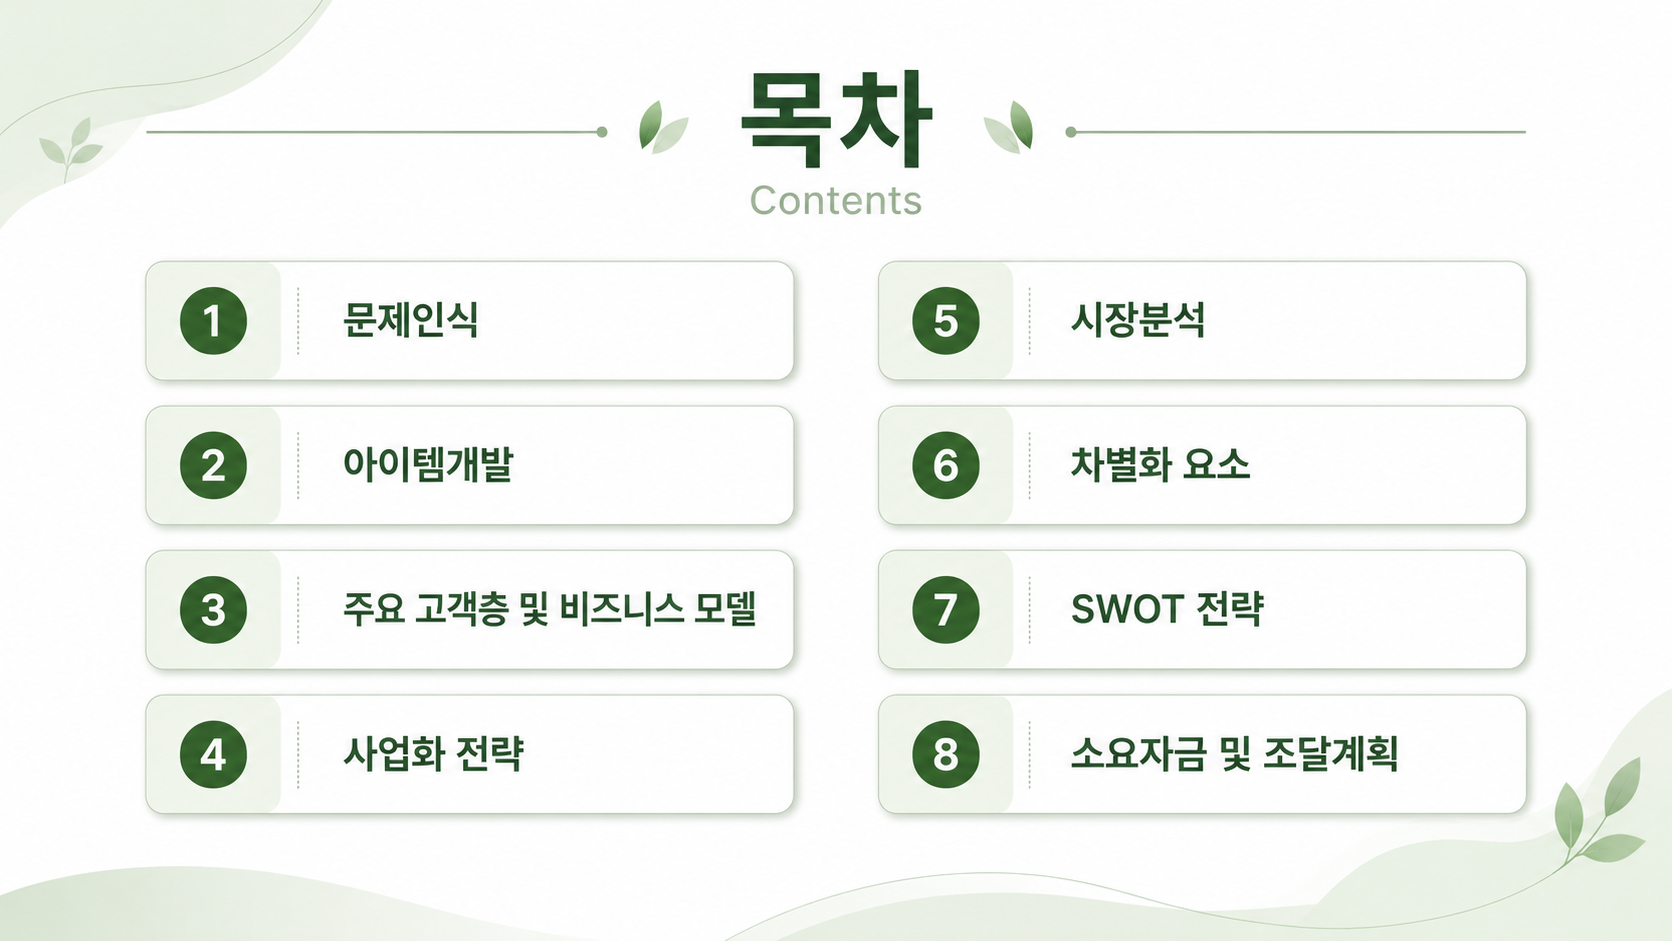 목차
Contents
1 문제인식
2 아이템개발
3 주요 고객층 및 비즈니스 모델
4 사업화 전략
5 시장분석
6 차별화 요소
7 SWOT 전략
8 소요자금 및 조달계획